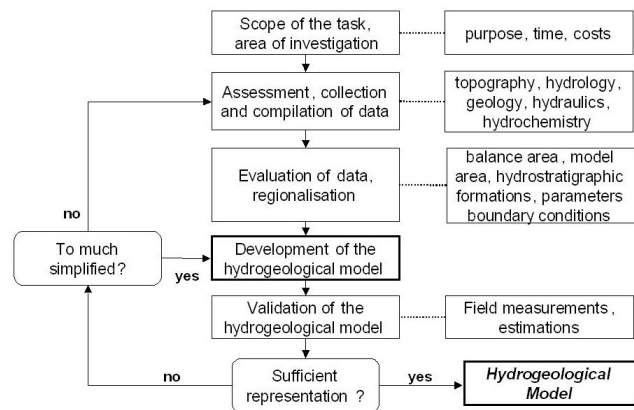 Scope of the task,
area of investigation
purpose, time, costs
Assessment, collection
and compilation of data
topography, hydrology,
geology, hydraulics,
hydrochemistry
Evaluation of data,
regionalisation
balance area, model
area, hydrostratigraphic
formations, parameters
boundary conditions
no
To much
simplified?
yes
Development of the
hydrogeological model
Validation of the
hydrogeological model
Field measurements,
estimations
no
Sufficient
representation ?
yes
Hydrogeological
Model